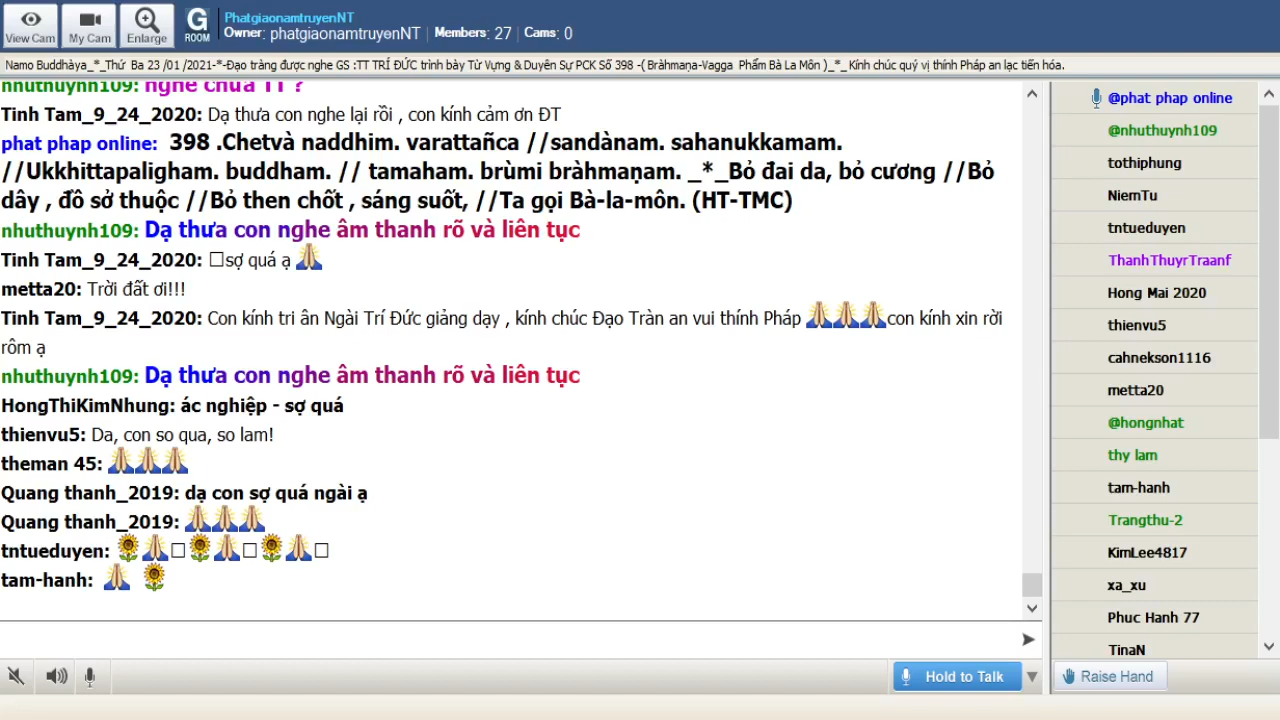 View Cam
My Cam
Enlarge
G
ROOM
PhatgiaonamtruyenNT
Owner: phatgiaonamtruyenNT | Members: 27 | Cams: 0
Namo Buddhàya_*_Thứ Ba 23 /01 /2021-*-Đạo tràng được nghe GS :TT TRÍ ĐỨC trình bày Từ Vựng & Duyên Sự PCK Số 398 -( Bràhmaṇa-Vagga Phẩm Bà La Môn )_*_ Kính chúc quý vị thính Pháp an lạc tiến hóa.
nhuthuynh109: nghe chưa TT ?
Tinh Tam_9_24_2020: Dạ thưa con nghe lại rồi , con kính cảm ơn ĐT
phat phap online: 398 .Chetvà naddhim. varattañca //sandànam. sahanukkamam.
//Ukkhittapaligham. buddham. // tamaham. brùmi bràhmaṇam. _*_Bỏ đai da, bỏ cương //Bỏ
dây , đồ sở thuộc //Bỏ then chốt , sáng suốt, //Ta gọi Bà-la-môn. (HT-TMC)
nhuthuynh109: Dạ thưa con nghe âm thanh rõ và liên tục
Tinh Tam_9_24_2020: □sợ quá ạ 🙏
metta20: Trời đất ơi!!!
Tinh Tam_9_24_2020: Con kính tri ân Ngài Trí Đức giảng dạy , kính chúc Đạo Tràn an vui thính Pháp 🙏🙏🙏con kính xin rời
rôm ạ
nhuthuynh109: Dạ thưa con nghe âm thanh rõ và liên tục
HongThiKimNhung: ác nghiệp - sợ quá
thienvu5: Da, con so qua, so lam!
theman 45: 🙏🙏🙏
Quang thanh_2019: dạ con sợ quá ngài ạ
Quang thanh_2019: 🙏🙏🙏
tntueduyen: 🌻🙏□🌻🙏□🌻🙏□
tam-hanh: 🙏 🌻
@phat phap online
@nhuthuynh109
tothiphung
NiemTu
tntueduyen
ThanhThuyrTraanf
Hong Mai 2020
thienvu5
cahnekson1116
metta20
@hongnhat
thy lam
tam-hanh
Trangthu-2
KimLee4817
xa_xu
Phuc Hanh 77
TinaN
Hold to Talk
Raise Hand